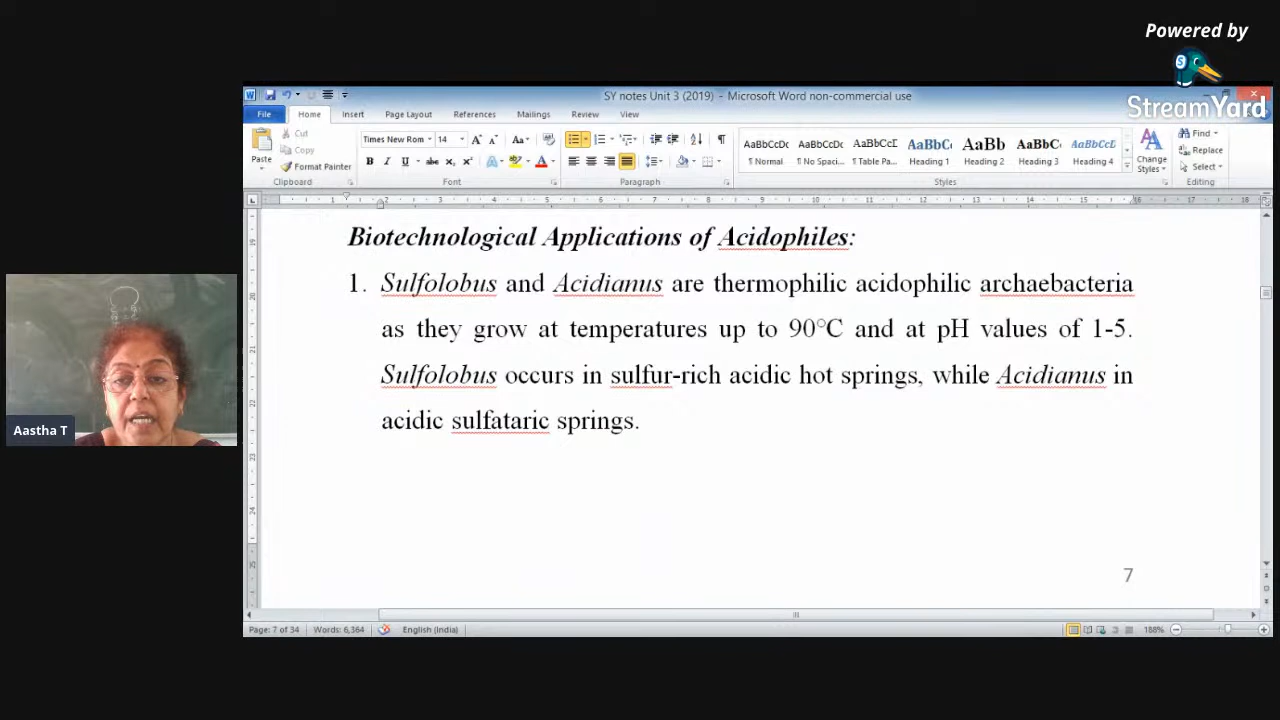 Powered by
StreamYard
SY notes Unit 3 (2019) - Microsoft Word non-commercial use
File Home Insert Page Layout References Mailings Review View
Cut
Copy
Format Painter
Paste
Times New Rom 14
Clipboard Font Paragraph Styles Editing
AaBbCcDc AaBbCcDc AaBbCcD AaBbC AaBb AaBbC AaBbCcD
¶ Normal ¶ No Spaci... ¶ Table Pa... Heading 1 Heading 2 Heading 3 Heading 4
Change
Styles
Find
Replace
Select
Biotechnological Applications of Acidophiles:
1. Sulfolobus and Acidianus are thermophilic acidophilic archaebacteria
as they grow at temperatures up to 90°C and at pH values of 1-5.
Sulfolobus occurs in sulfur-rich acidic hot springs, while Acidianus in
acidic sulfataric springs.
7
Aastha T
Page: 7 of 34 Words: 6,364 English (India) 188%